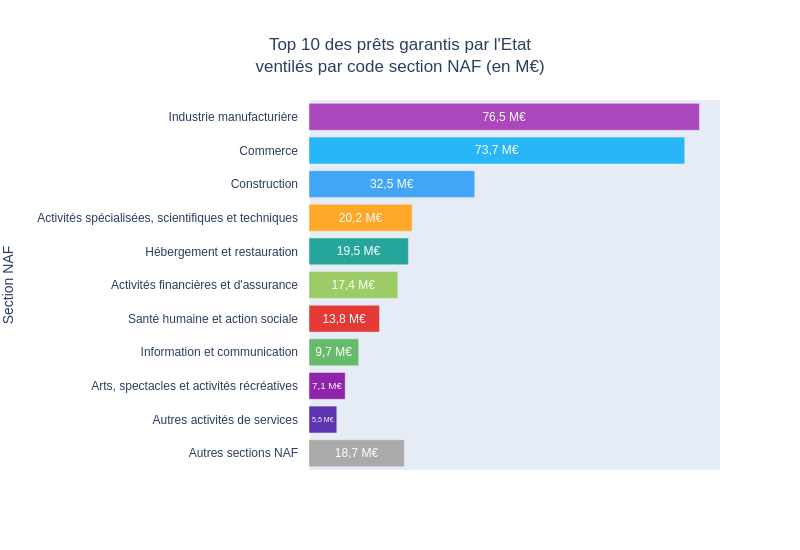 Top 10 des prêts garantis par l'Etat
ventilés par code section NAF (en M€)
Section NAF
Industrie manufacturière 76,5 M€
Commerce 73,7 M€
Construction 32,5 M€
Activités spécialisées, scientifiques et techniques 20,2 M€
Hébergement et restauration 19,5 M€
Activités financières et d'assurance 17,4 M€
Santé humaine et action sociale 13,8 M€
Information et communication 9,7 M€
Arts, spectacles et activités récréatives 7,1 M€
Autres activités de services 5,5 M€
Autres sections NAF 18,7 M€